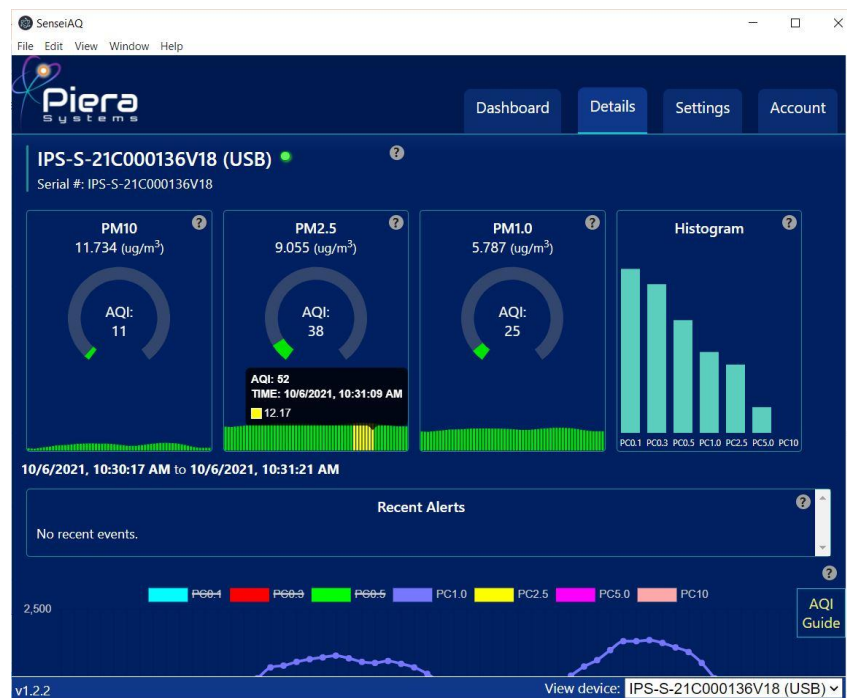 SenseiAQ
File Edit View Window Help
Piera
Systems
Dashboard Details Settings Account
IPS-S-21C000136V18 (USB) ?
Serial #: IPS-S-21C000136V18
PM10 ?
11.734 (ug/m³)
AQI:
11
PM2.5 ?
9.055 (ug/m³)
AQI:
38
AQI: 52
TIME: 10/6/2021, 10:31:09 AM
12.17
PM1.0 ?
5.787 (ug/m³)
AQI:
25
Histogram ?
PC0.1 PC0.3 PC0.5 PC1.0 PC2.5 PC5.0 PC10
10/6/2021, 10:30:17 AM to 10/6/2021, 10:31:21 AM
Recent Alerts ?
No recent events.
?
PC0.1 PC0.3 PC0.5 PC1.0 PC2.5 PC5.0 PC10
2,500
AQI
Guide
v1.2.2
View device: IPS-S-21C000136V18 (USB)